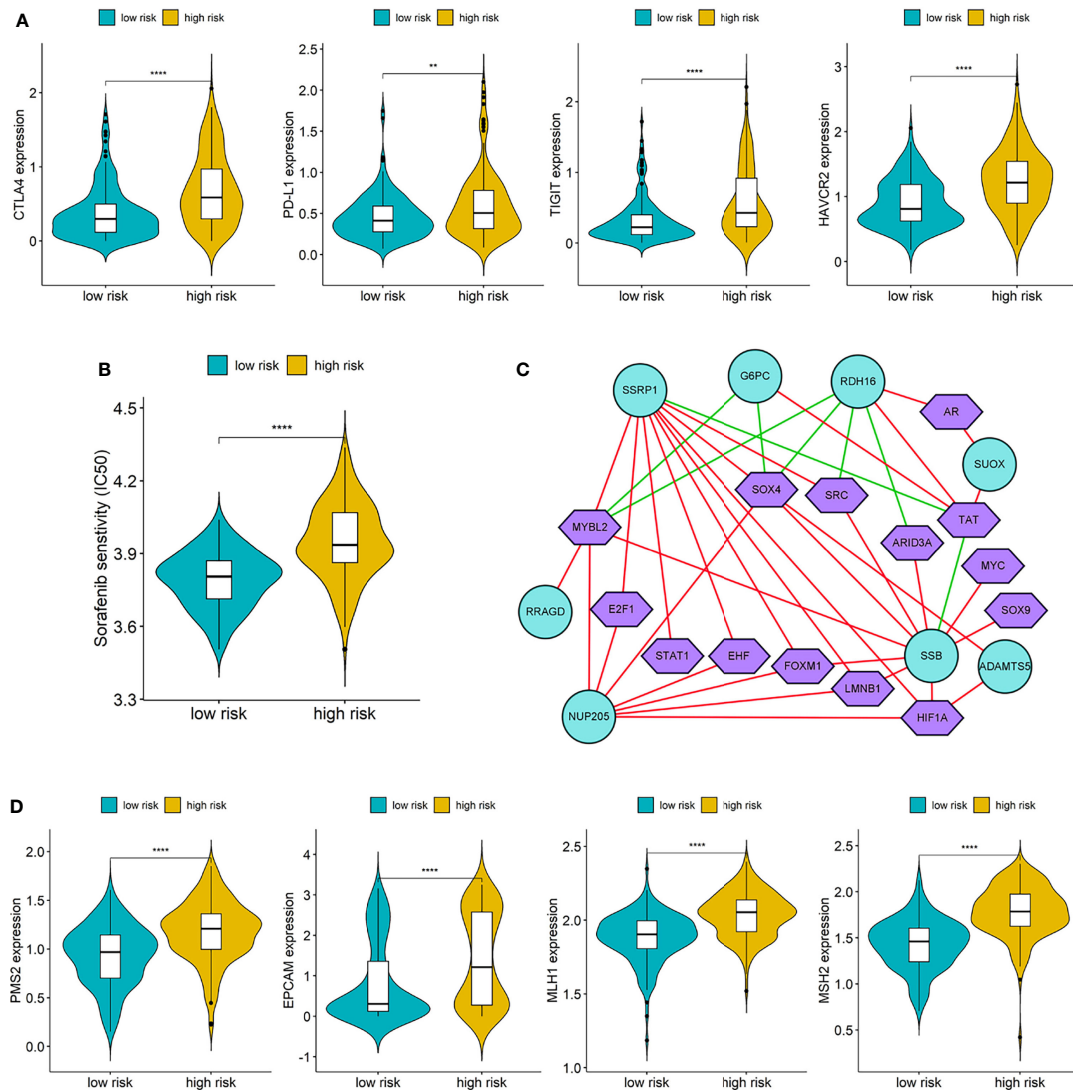 A
low risk high risk
low risk high risk
low risk high risk
low risk high risk
CTLA4 expression
2
1
0
****
low risk high risk
PD-L1 expression
2.5
2.0
1.5
1.0
0.5
0.0
**
low risk high risk
TIGIT expression
2
1
0
****
low risk high risk
HAVCR2 expression
3
2
1
0
****
low risk high risk
B
low risk high risk
Sorafenib senstivity (IC50)
4.5
4.2
3.9
3.6
3.3
****
low risk high risk
C
SSRP1
G6PC
RDH16
AR
SUOX
SOX4
SRC
TAT
MYBL2
ARID3A
MYC
RRAGD
E2F1
SOX9
STAT1
EHF
FOXM1
SSB
ADAMTS5
LMNB1
NUP205
HIF1A
D
low risk high risk
low risk high risk
low risk high risk
low risk high risk
PMS2 expression
2.0
1.5
1.0
0.5
0.0
****
low risk high risk
EPCAM expression
4
3
2
1
0
-1
****
low risk high risk
MLH1 expression
2.5
2.0
1.5
1.0
****
low risk high risk
MSH2 expression
2.5
2.0
1.5
1.0
0.5
****
low risk high risk